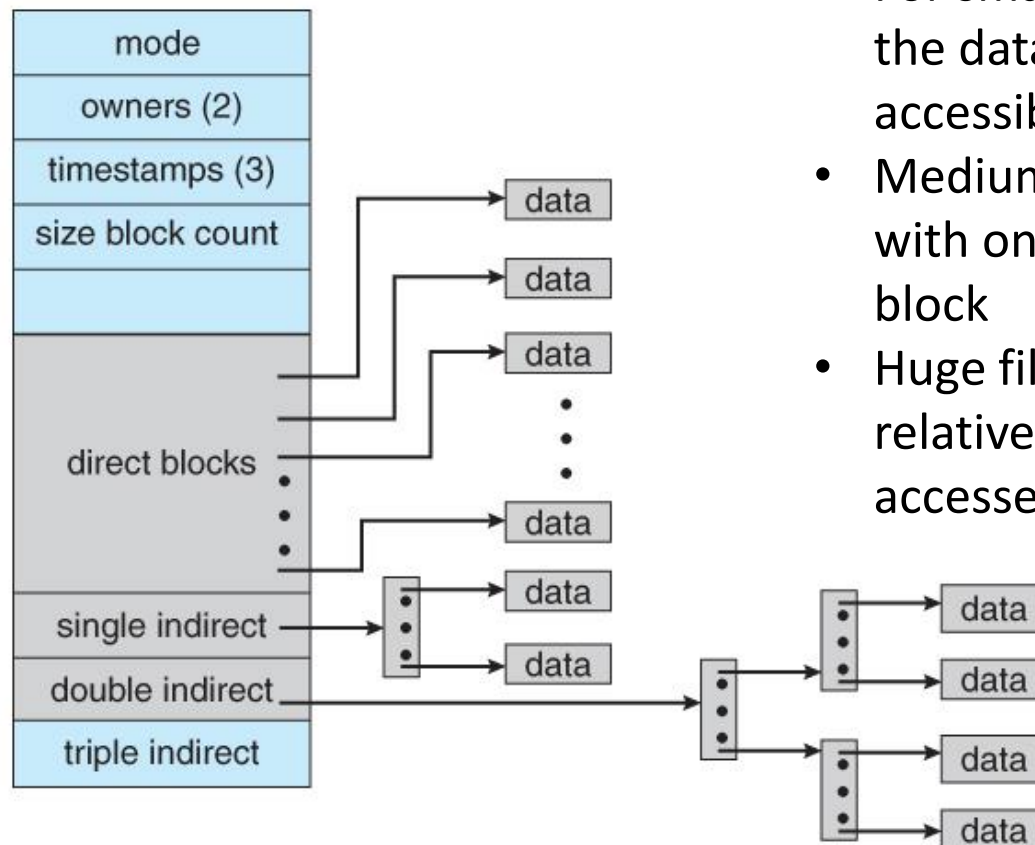 mode
owners (2)
timestamps (3)
size block count
direct blocks
single indirect
double indirect
triple indirect
data
data
data
data
data
data
data
data
data
data
the data
accessib
• Medium
with on
block
• Huge fil
relative
accesse